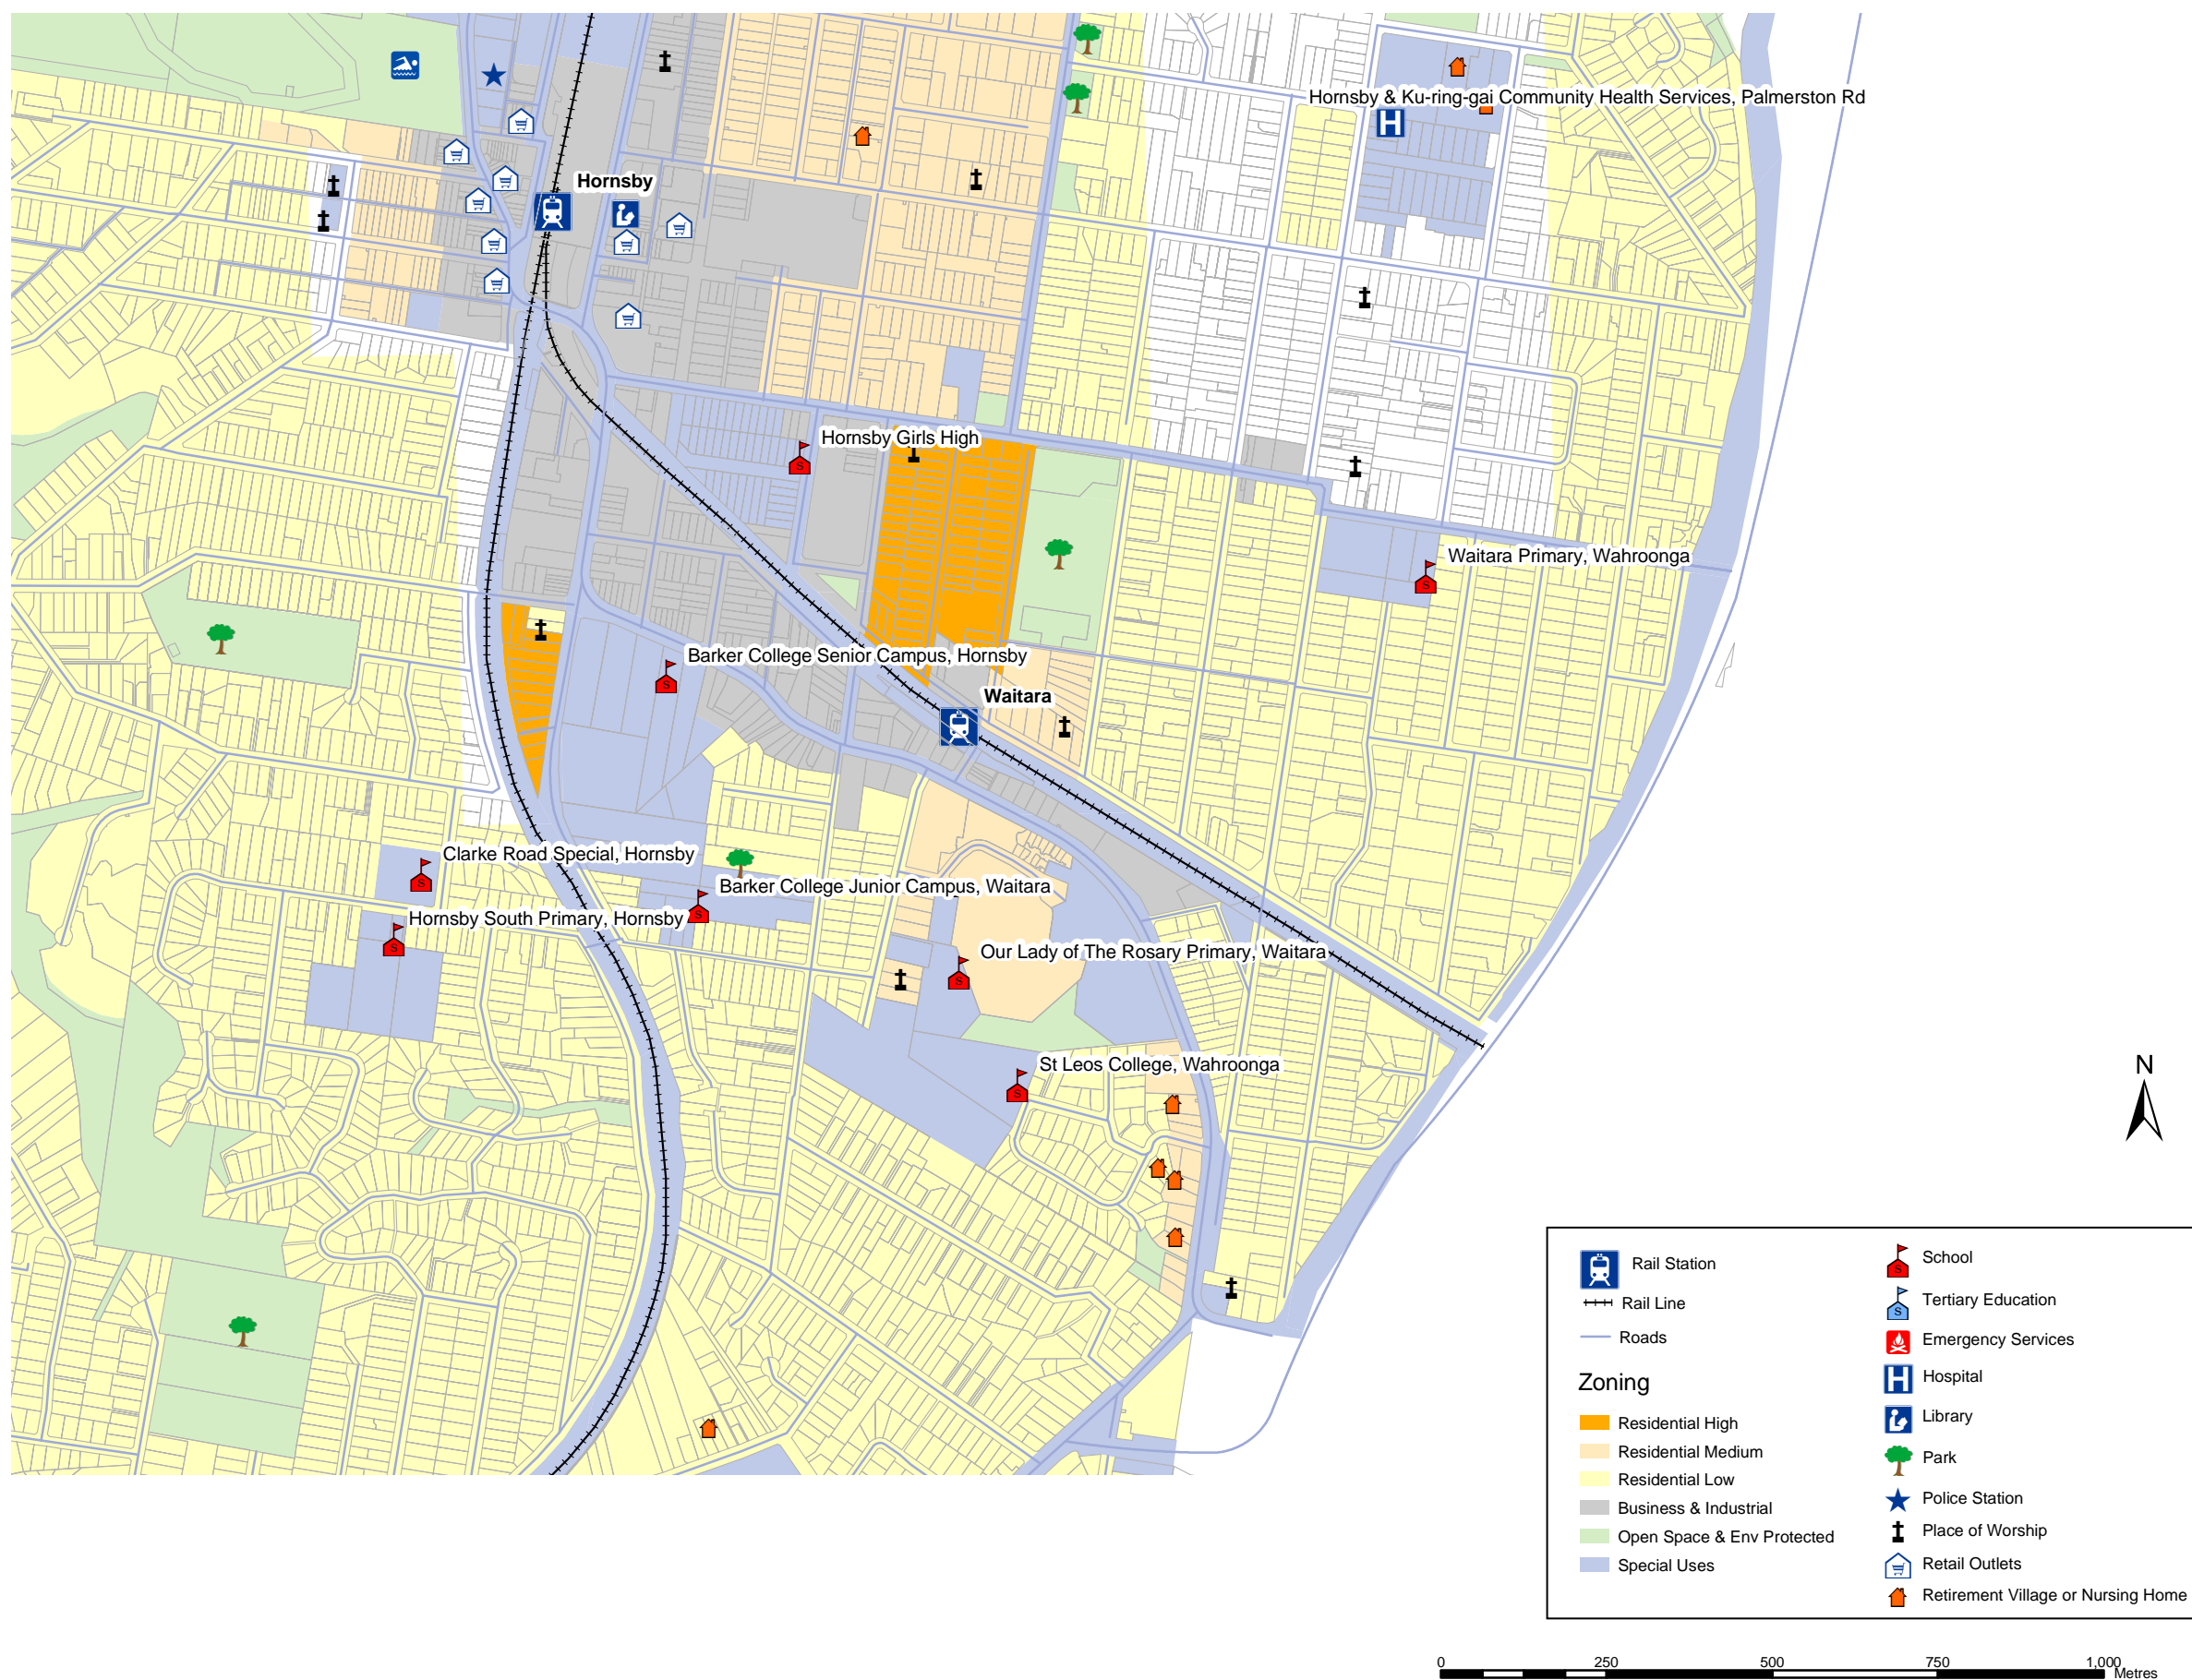 Hornsby & Ku-ring-gai Community Health Services, Palmerston Rd
Hornsby
Hornsby Girls High
Waitara Primary, Wahroonga
Barker College Senior Campus, Hornsby
Waitara
Clarke Road Special, Hornsby
Barker College Junior Campus, Waitara
Hornsby South Primary, Hornsby
Our Lady of The Rosary Primary, Waitara
St Leos College, Wahroonga
N
Rail Station
Rail Line
Roads
Zoning
Residential High
Residential Medium
Residential Low
Business & Industrial
Open Space & Env Protected
Special Uses
School
Tertiary Education
Emergency Services
Hospital
Library
Park
Police Station
Place of Worship
Retail Outlets
Retirement Village or Nursing Home
0 250 500 750 1,000
Metres